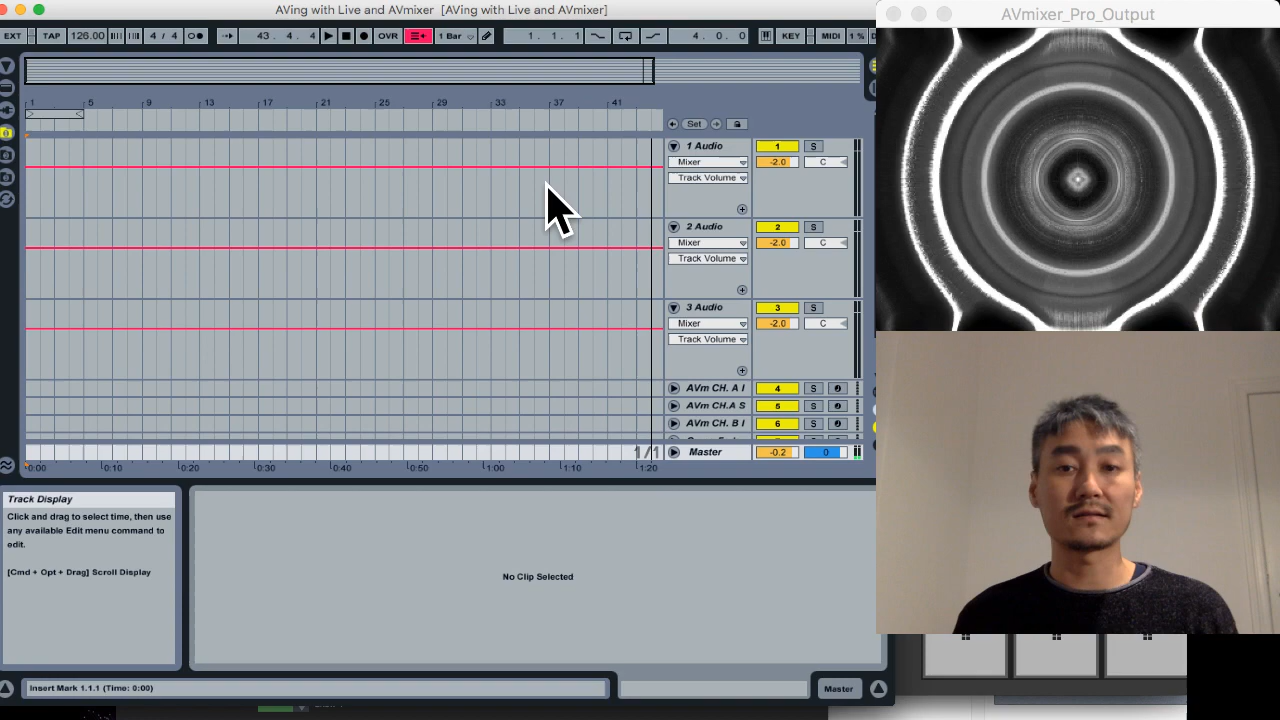 AVing with Live and AVmixer  [AVing with Live and AVmixer]
AVmixer_Pro_Output
EXT TAP 126.00 4 / 4 43. 4. 4 OVR 1 Bar 1. 1. 1 4. 0. 0 KEY MIDI 1 % D
1 5 9 13 17 21 25 29 33 37 41
Set
1 Audio 1 S
Mixer -2.0 C
Track Volume
2 Audio 2 S
Mixer -2.0 C
Track Volume
3 Audio 3 S
Mixer -2.0 C
Track Volume
AVm CH. A I 4 S
AVm CH.A S 5 S
AVm CH. B I 6 S
1/1 Master -0.2 0
0:00 0:10 0:20 0:30 0:40 0:50 1:00 1:10 1:20
Track Display
Click and drag to select time, then use
any available Edit menu command to
edit.
[Cmd + Opt + Drag] Scroll Display
No Clip Selected
Insert Mark 1.1.1 (Time: 0:00)
Master